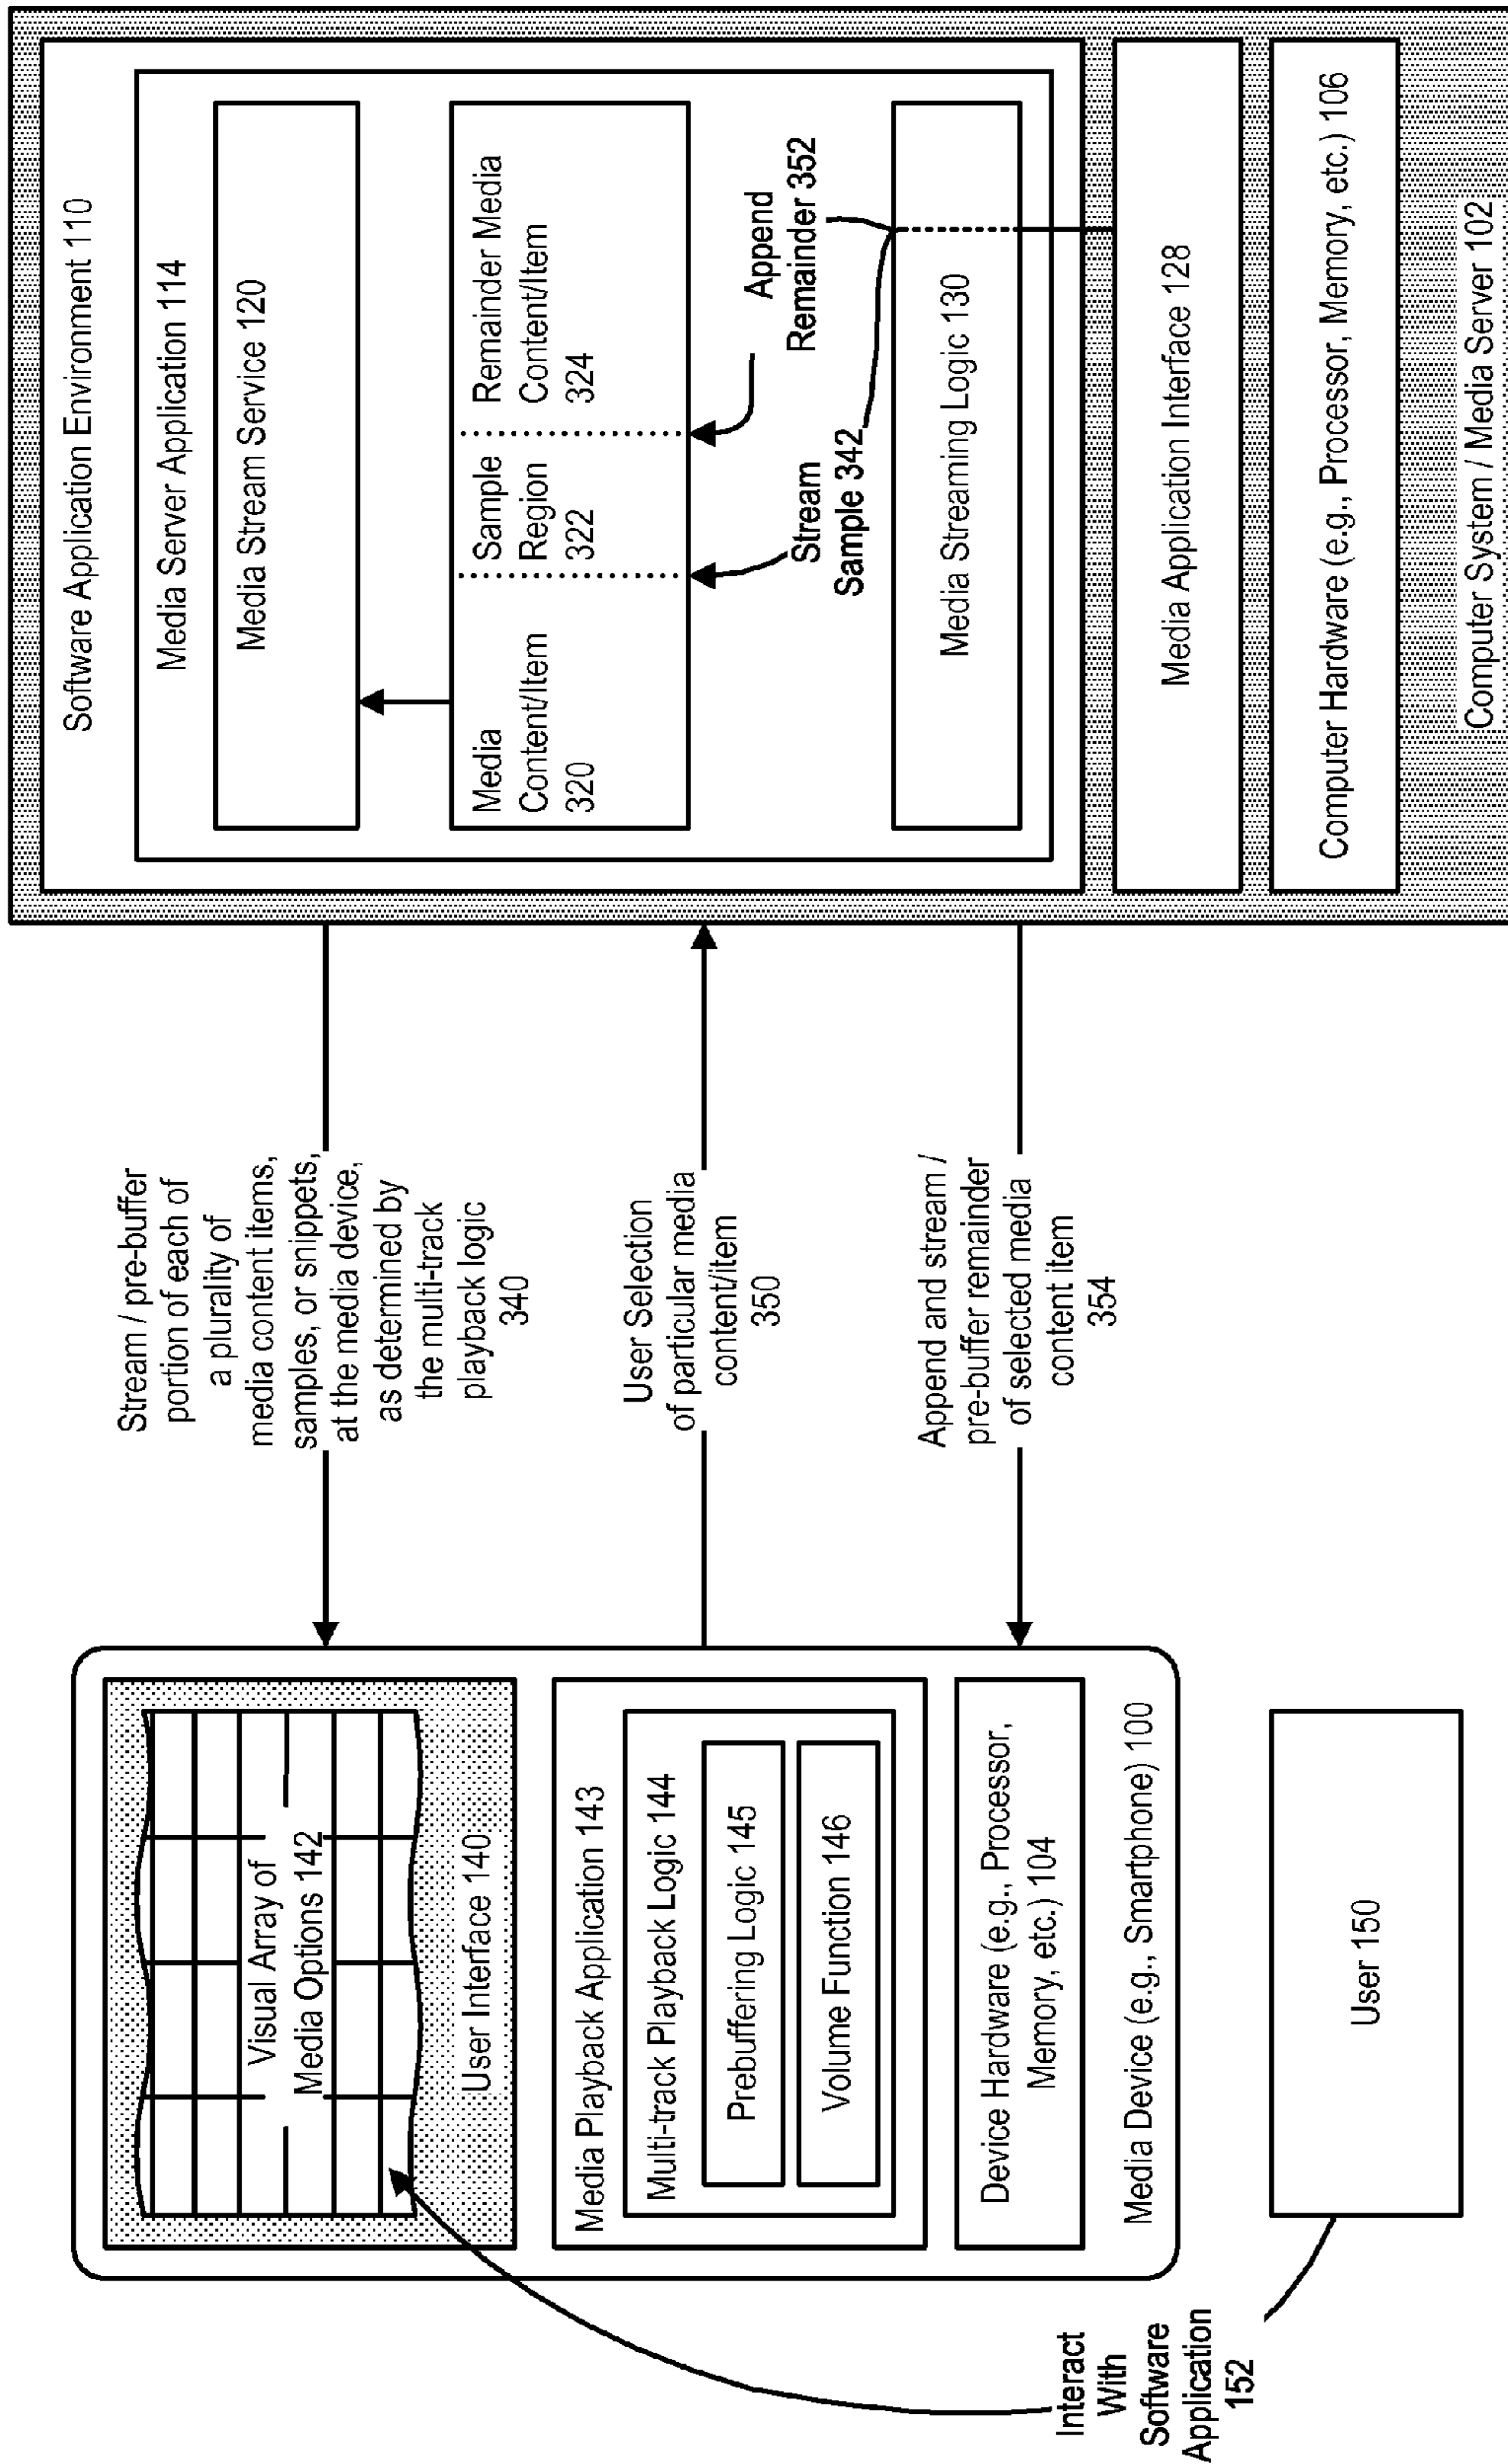 Visual Array of
Media Options 142
User Interface 140
Media Playback Application 143
Multi-track Playback Logic 144
Prebuffering Logic 145
Volume Function 146
Device Hardware (e.g., Processor,
Memory, etc.) 104
Media Device (e.g., Smartphone) 100
User 150
Interact
With
Software
Application
152
Stream / pre-buffer
portion of each of
a plurality of
media content items,
samples, or snippets,
at the media device,
as determined by
the multi-track
playback logic
340
User Selection
of particular media
content/item
350
Append and stream /
pre-buffer remainder
of selected media
content item
354
Software Application Environment 110
Media Server Application 114
Media Stream Service 120
Media
Content/Item
320
Sample
Region
322
Remainder Media
Content/Item
324
Stream
Sample 342
Append
Remainder 352
Media Streaming Logic 130
Media Application Interface 128
Computer Hardware (e.g., Processor, Memory, etc.) 106
Computer System / Media Server 102